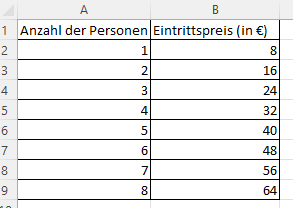 A B
1 Anzahl der Personen Eintrittspreis (in €)
2 1 8
3 2 16
4 3 24
5 4 32
6 5 40
7 6 48
8 7 56
9 8 64